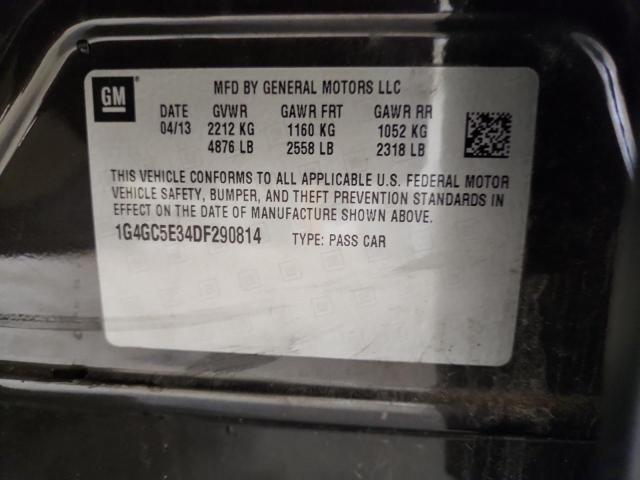 GM
MFD BY GENERAL MOTORS LLC
DATE GVWR GAWR FRT GAWR RR
04/13 2212 KG 1160 KG 1052 KG
4876 LB 2558 LB 2318 LB
THIS VEHICLE CONFORMS TO ALL APPLICABLE U.S. FEDERAL MOTOR
VEHICLE SAFETY, BUMPER, AND THEFT PREVENTION STANDARDS IN
EFFECT ON THE DATE OF MANUFACTURE SHOWN ABOVE.
1G4GC5E34DF290814 TYPE: PASS CAR